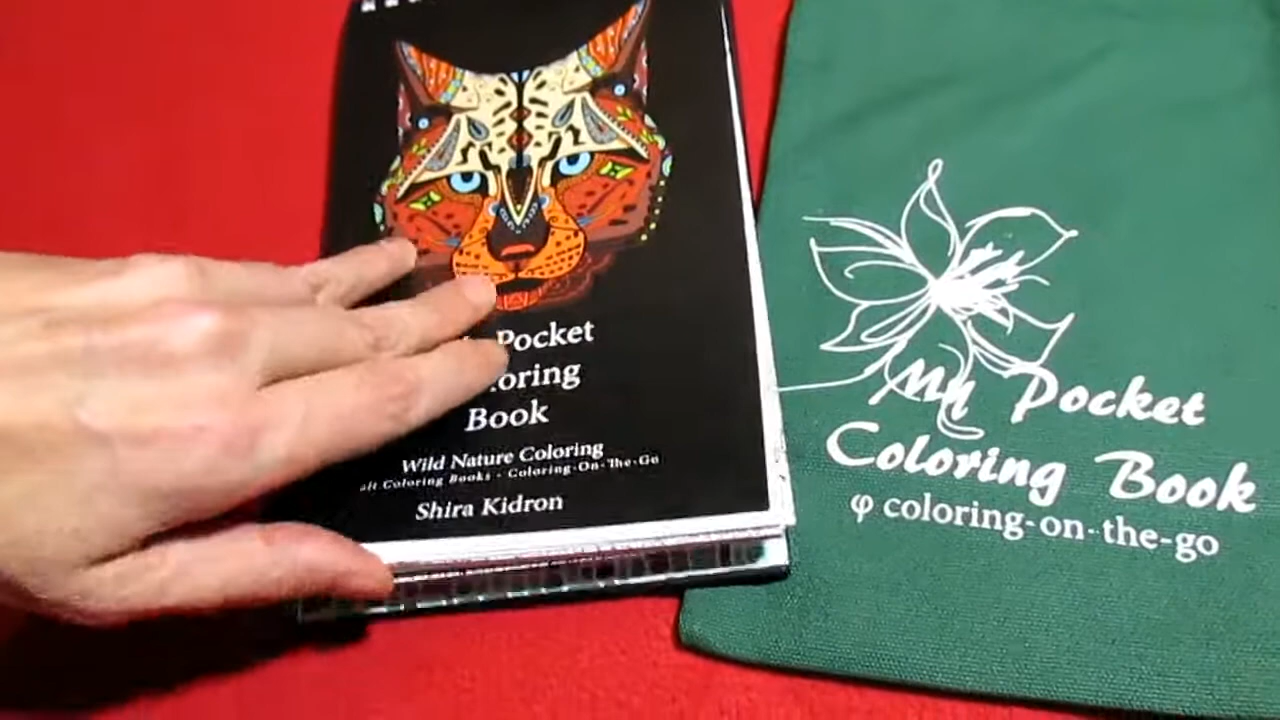 Pocket
Book
Wild Nature Coloring
Coloring Books - Coloring-On-The-Go
Shira Kidron
My Pocket
Coloring Book
φ coloring-on-the-go